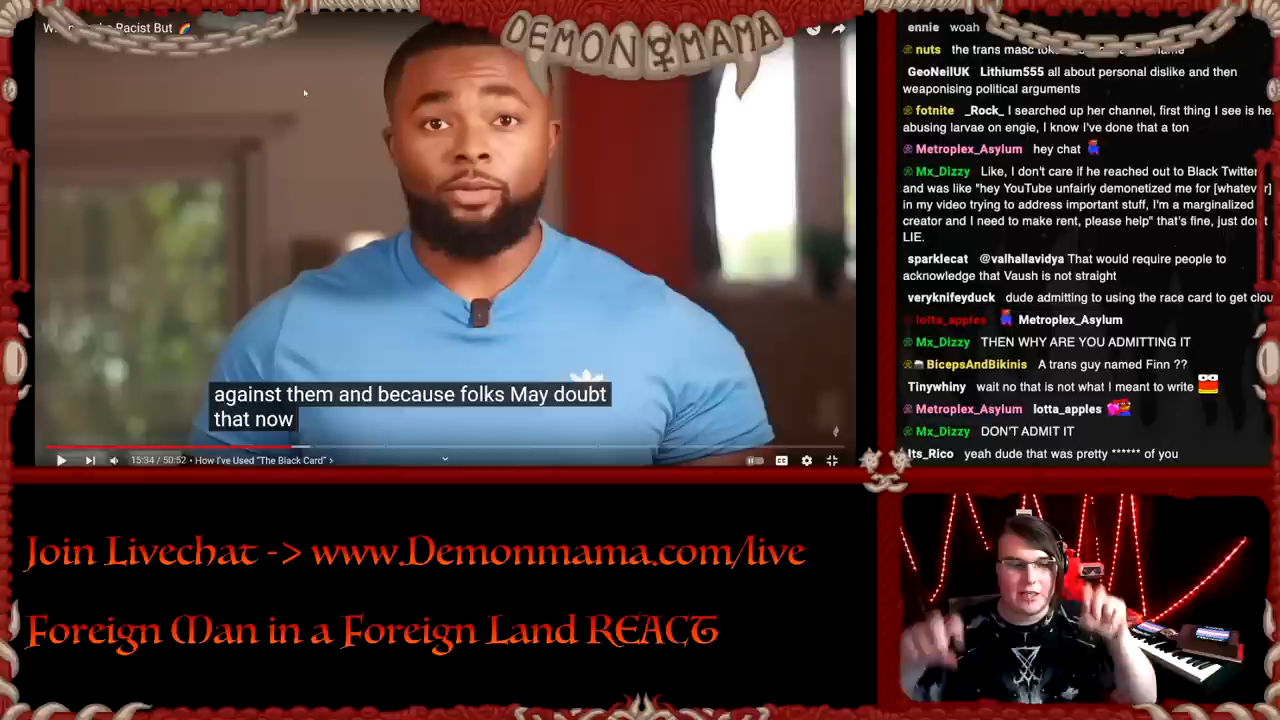 Racist But 🌈
DEMON MAMA
against them and because folks May doubt
that now
15:34 / 50:52 • How I've Used "The Black Card" ›
ennie woah
nuts the trans masc
GeoNeilUK Lithium555 all about personal dislike and then
weaponising political arguments
fotnite _Rock_ I searched up her channel, first thing I see is he
abusing larvae on engie, I know I've done that a ton
Metroplex_Asylum hey chat
Mx_Dizzy Like, I don't care if he reached out to Black Twitter
and was like "hey YouTube unfairly demonetized me for [whatever]
in my video trying to address important stuff, I'm a marginalized
creator and I need to make rent, please help" that's fine, just don't
LIE.
sparklecat @valhallavidya That would require people to
acknowledge that Vaush is not straight
veryknifeyduck dude admitting to using the race card to get clou
lotta_apples Metroplex_Asylum
Mx_Dizzy THEN WHY ARE YOU ADMITTING IT
BicepsAndBikinis A trans guy named Finn ??
Tinywhiny wait no that is not what I meant to write
Metroplex_Asylum lotta_apples
Mx_Dizzy DON'T ADMIT IT
Its_Rico yeah dude that was pretty ****** of you
Join Livechat -> www.Demonmama.com/live
Foreign Man in a Foreign Land REACT